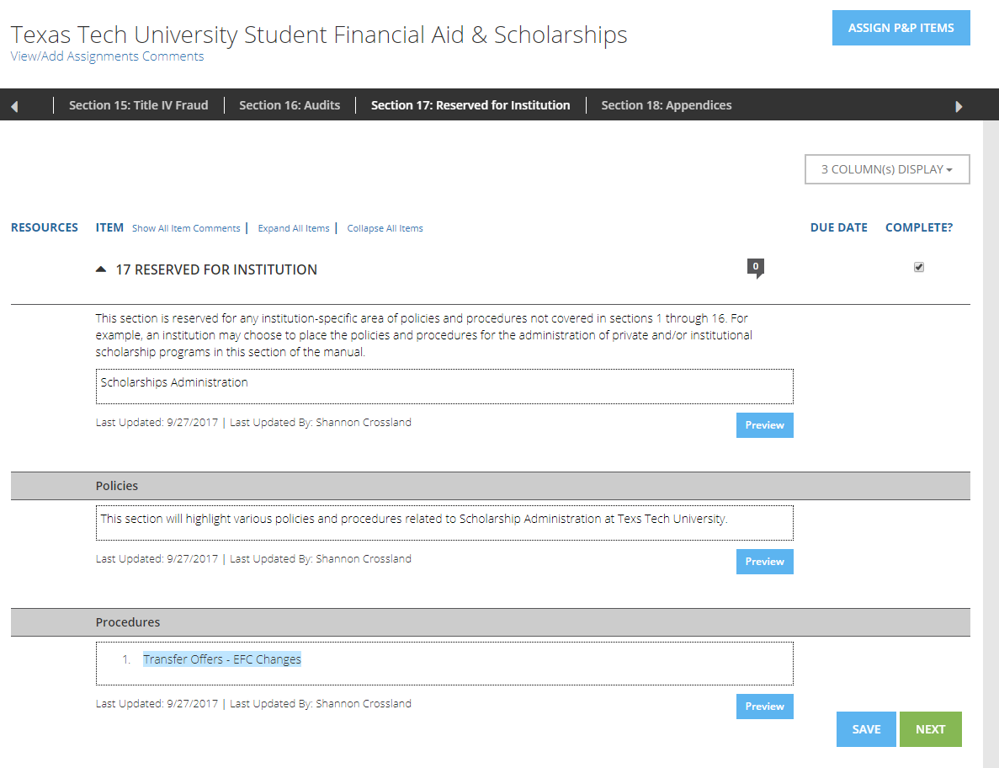 Texas Tech University Student Financial Aid & Scholarships
ASSIGN P&P ITEMS
View/Add Assignments Comments
Section 15: Title IV Fraud
Section 16: Audits
Section 17: Reserved for Institution
Section 18: Appendices
3 COLUMN(s) DISPLAY
RESOURCES ITEM Show All Item Comments | Expand All Items | Collapse All Items DUE DATE COMPLETE?
17 RESERVED FOR INSTITUTION 0
This section is reserved for any institution-specific area of policies and procedures not covered in sections 1 through 16. For
example, an institution may choose to place the policies and procedures for the administration of private and/or institutional
scholarship programs in this section of the manual.
Scholarships Administration
Last Updated: 9/27/2017 | Last Updated By: Shannon Crossland
Preview
Policies
This section will highlight various policies and procedures related to Scholarship Administration at Texs Tech University.
Last Updated: 9/27/2017 | Last Updated By: Shannon Crossland
Preview
Procedures
1. Transfer Offers - EFC Changes
Last Updated: 9/27/2017 | Last Updated By: Shannon Crossland
Preview
SAVE
NEXT